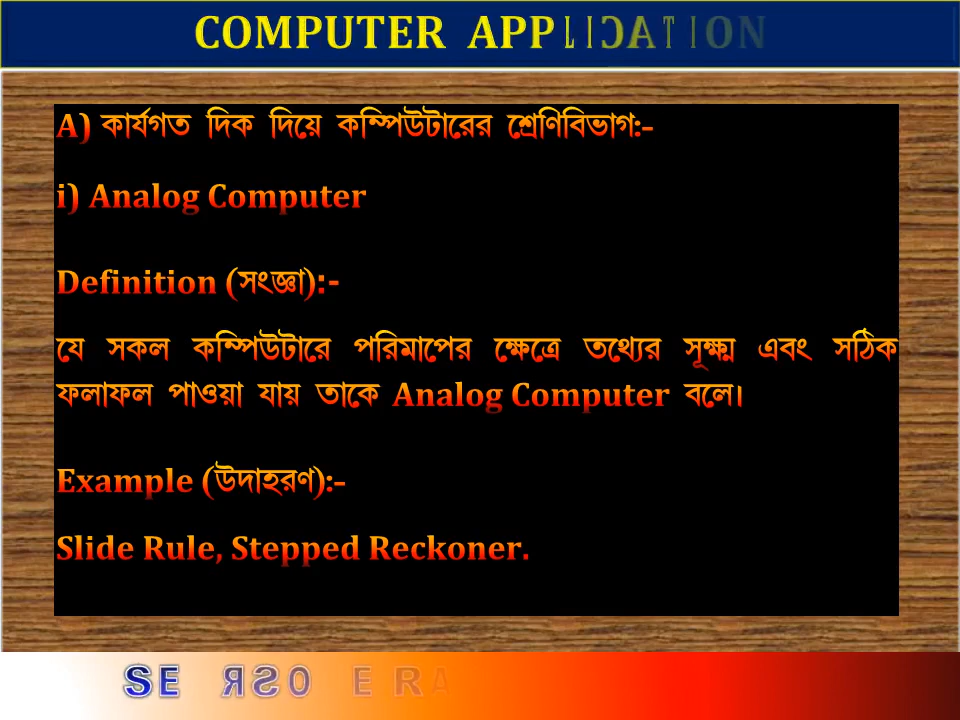 COMPUTER APPLICATION
A) কার্যগত দিক দিয়ে কম্পিউটারের শ্রেণিবিভাগ:-
i) Analog Computer
Definition (সংজ্ঞা):-
যে সকল কম্পিউটারে পরিমাপের ক্ষেত্রে তথ্যের সূক্ষ্ম এবং সঠিক
ফলাফল পাওয়া যায় তাকে Analog Computer বলে।
Example (উদাহরণ):-
Slide Rule, Stepped Reckoner.